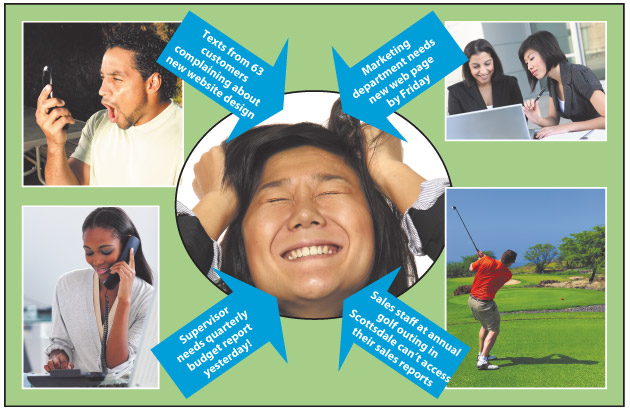 Texts from 63
customers
complaining about
new website design
Marketing
department needs
new web page
by Friday
Supervisor
needs quarterly
budget report
yesterday!
Sales staff at annual
golf outing in
Scottsdale can't access
their sales reports